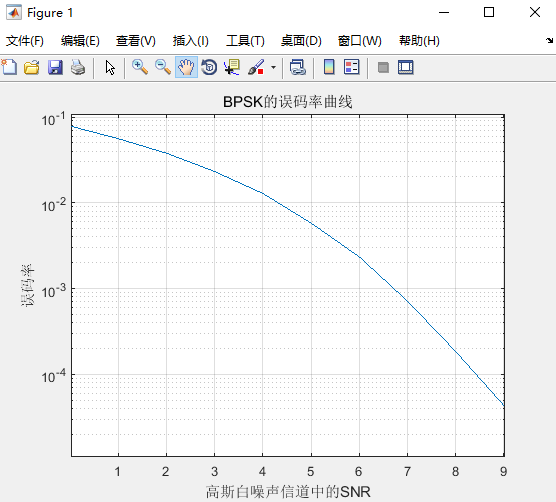 Figure 1
文件(F) 编辑(E) 查看(V) 插入(I) 工具(T) 桌面(D) 窗口(W) 帮助(H)
BPSK的误码率曲线
10-1
10-2
10-3
10-4
误码率
1 2 3 4 5 6 7 8 9
高斯白噪声信道中的SNR